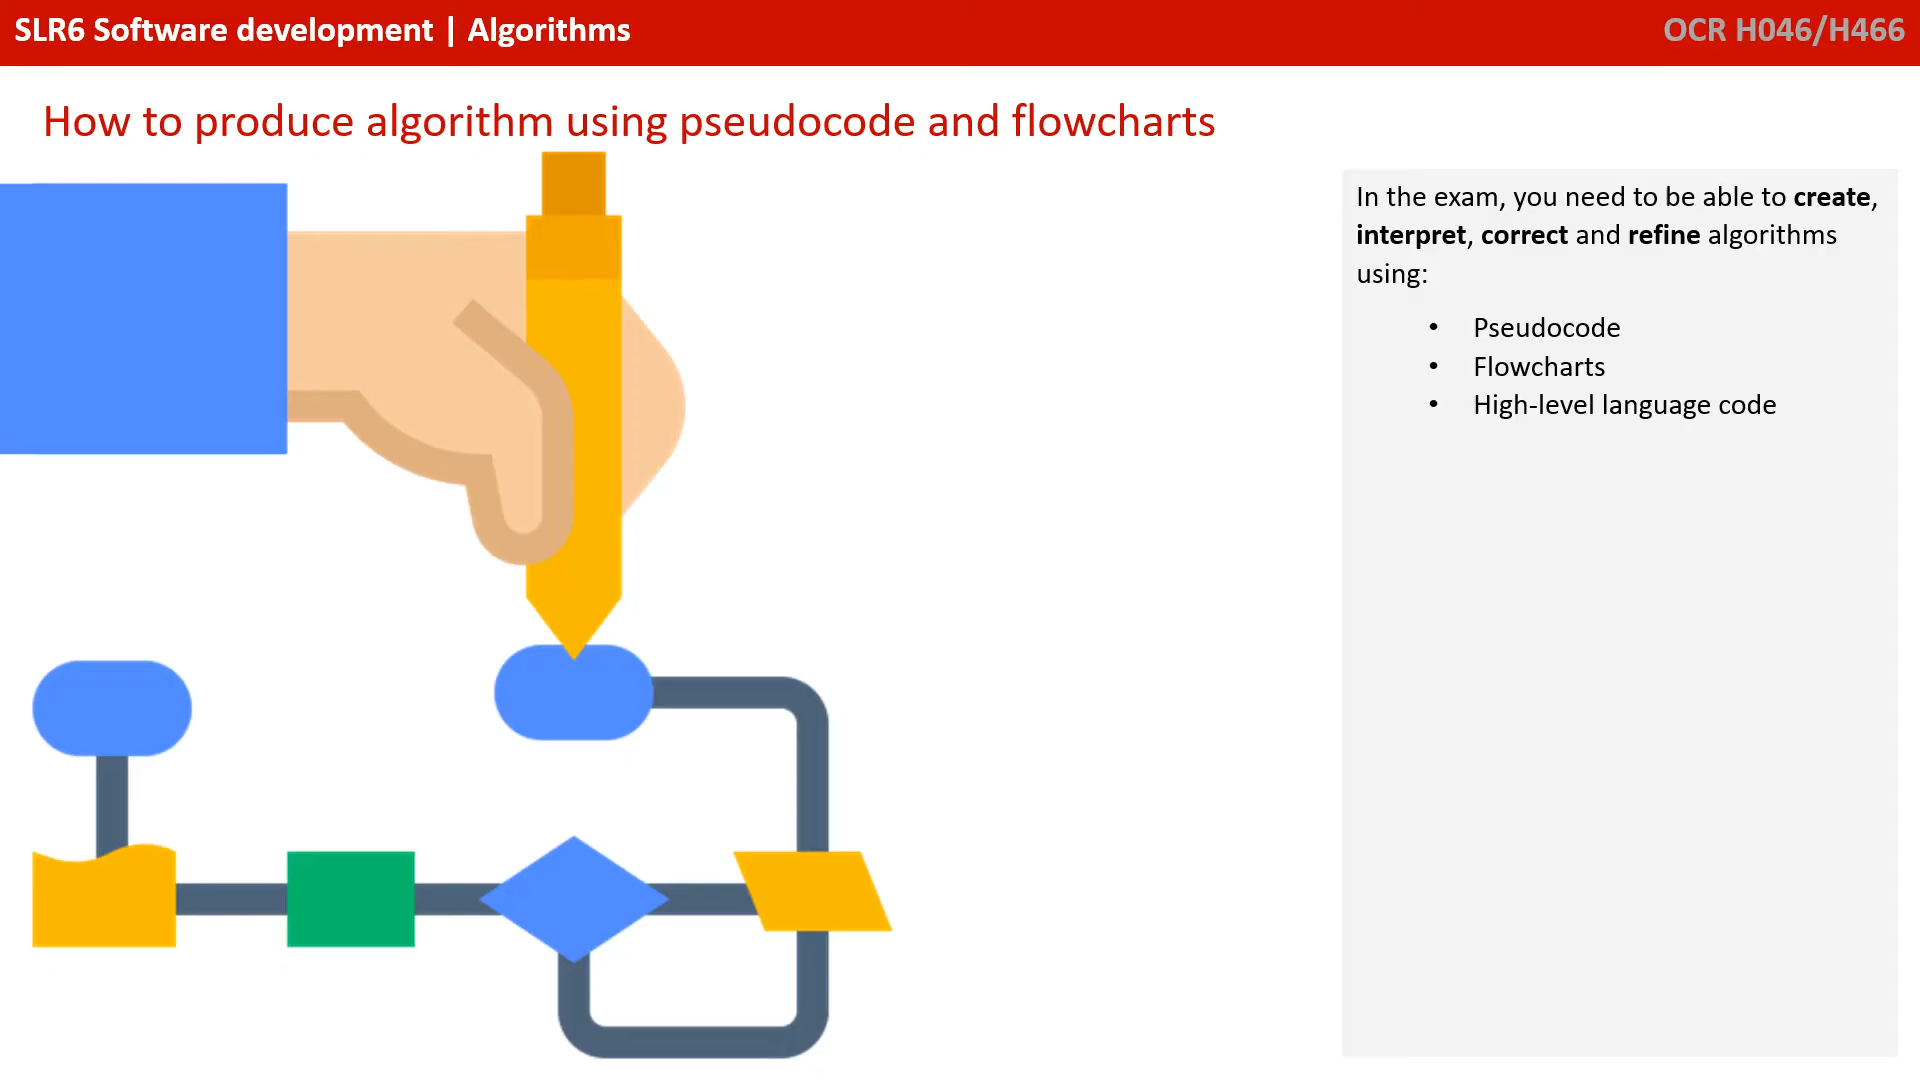 SLR6 Software development | Algorithms
OCR H046/H466
How to produce algorithm using pseudocode and flowcharts
In the exam, you need to be able to create,
interpret, correct and refine algorithms
using:
• Pseudocode
• Flowcharts
• High-level language code